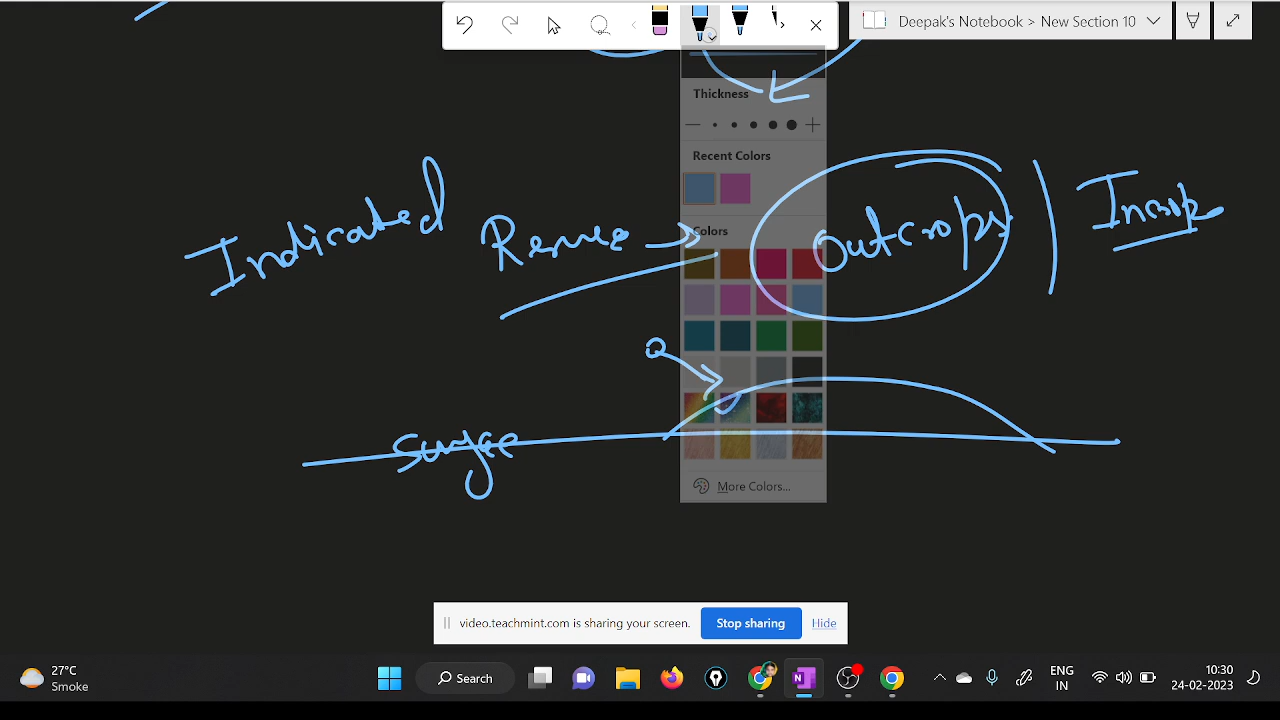 Deepak's Notebook > New Section 10
Thickness
Recent Colors
Indicated Outcrops | Incrop
Colors
More Colors...
video.teachmint.com is sharing your screen. Stop sharing Hide
27°C
Smoke
Search
ENG
IN
10:30
24-02-2023